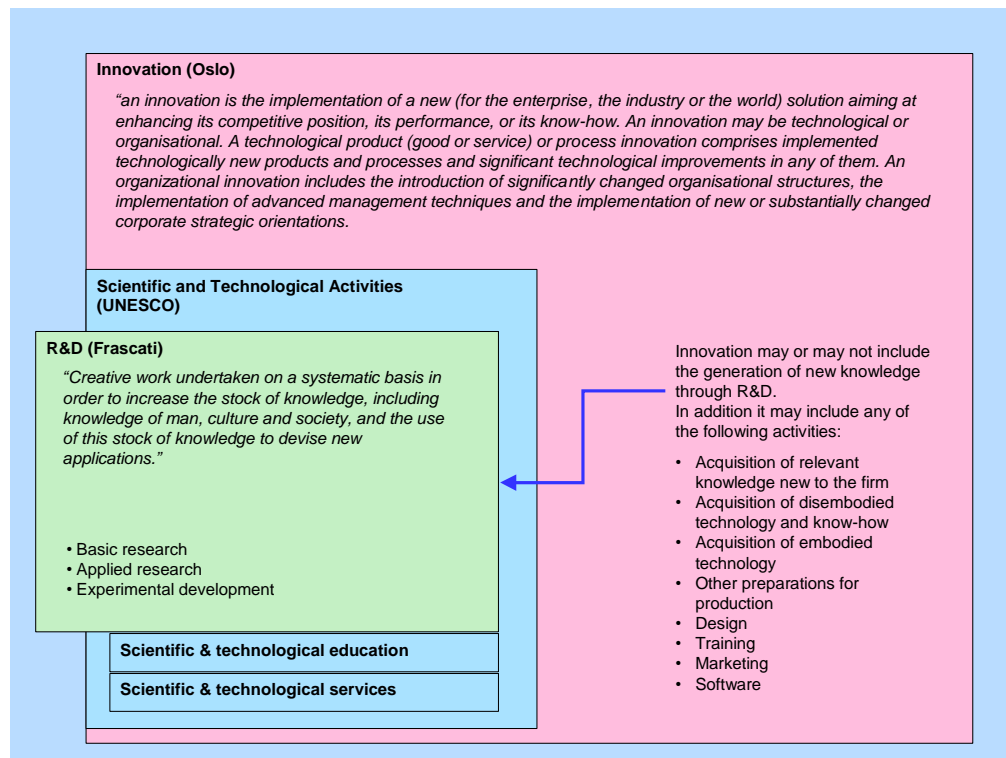 Innovation (Oslo)
“an innovation is the implementation of a new (for the enterprise, the industry or the world) solution aiming at
enhancing its competitive position, its performance, or its know-how. An innovation may be technological or
organisational. A technological product (good or service) or process innovation comprises implemented
technologically new products and processes and significant technological improvements in any of them. An
organizational innovation includes the introduction of significantly changed organisational structures, the
implementation of advanced management techniques and the implementation of new or substantially changed
corporate strategic orientations.
Scientific and Technological Activities
(UNESCO)
R&D (Frascati)
“Creative work undertaken on a systematic basis in
order to increase the stock of knowledge, including
knowledge of man, culture and society, and the use
of this stock of knowledge to devise new
applications.”
• Basic research
• Applied research
• Experimental development
Scientific & technological education
Scientific & technological services
Innovation may or may not include
the generation of new knowledge
through R&D.
In addition it may include any of
the following activities:
• Acquisition of relevant
knowledge new to the firm
• Acquisition of disembodied
technology and know-how
• Acquisition of embodied
technology
• Other preparations for
production
• Design
• Training
• Marketing
• Software